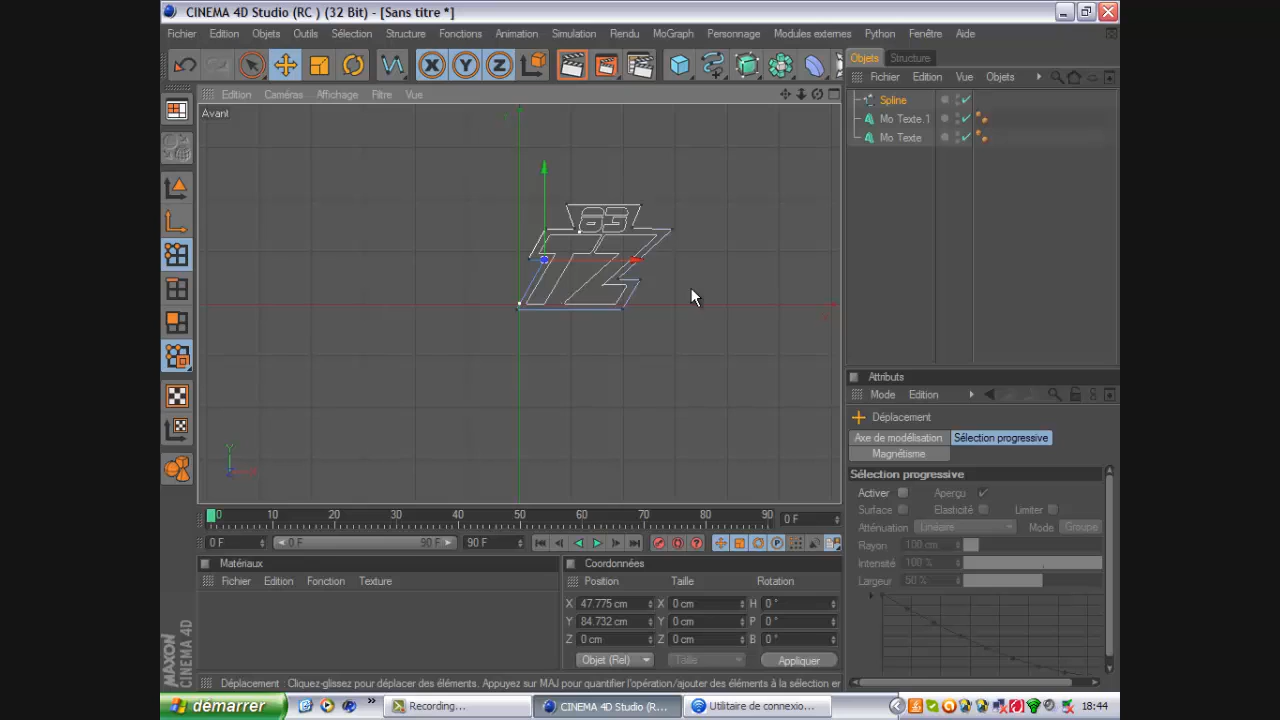 CINEMA 4D Studio (RC ) (32 Bit) - [Sans titre *]
Fichier Edition Objets Outils Sélection Structure Fonctions Animation Simulation Rendu MoGraph Personnage Modules externes Python Fenêtre Aide
X Y Z
Objets Structure
Fichier Edition Vue Objets
Edition Caméras Affichage Filtre Vue
Spline
Mo Texte.1
Mo Texte
Avant
83
TZ
Y
Attributs
Mode Edition
Déplacement
Axe de modélisation Sélection progressive
Magnétisme
Sélection progressive
Activer Aperçu
Surface Elasticité Limiter
Atténuation Linéaire Mode Groupe
Rayon 100 cm
Intensité 100 %
Largeur 50 %
0 10 20 30 40 50 60 70 80 90 0 F
0 F 0 F 90 F 90 F
Matériaux
Fichier Edition Fonction Texture
Coordonnées
Position Taille Rotation
X 47.775 cm X 0 cm H 0 °
Y 84.732 cm Y 0 cm P 0 °
Z 0 cm Z 0 cm B 0 °
Objet (Rel) Taille Appliquer
MAXON
CINEMA 4D
Déplacement : Cliquez-glissez pour déplacer des éléments. Appuyez sur MAJ pour quantifier l'opération/ajouter des éléments à la sélection er
démarrer Recording... CINEMA 4D Studio (R... Utilitaire de connexio... 18:44